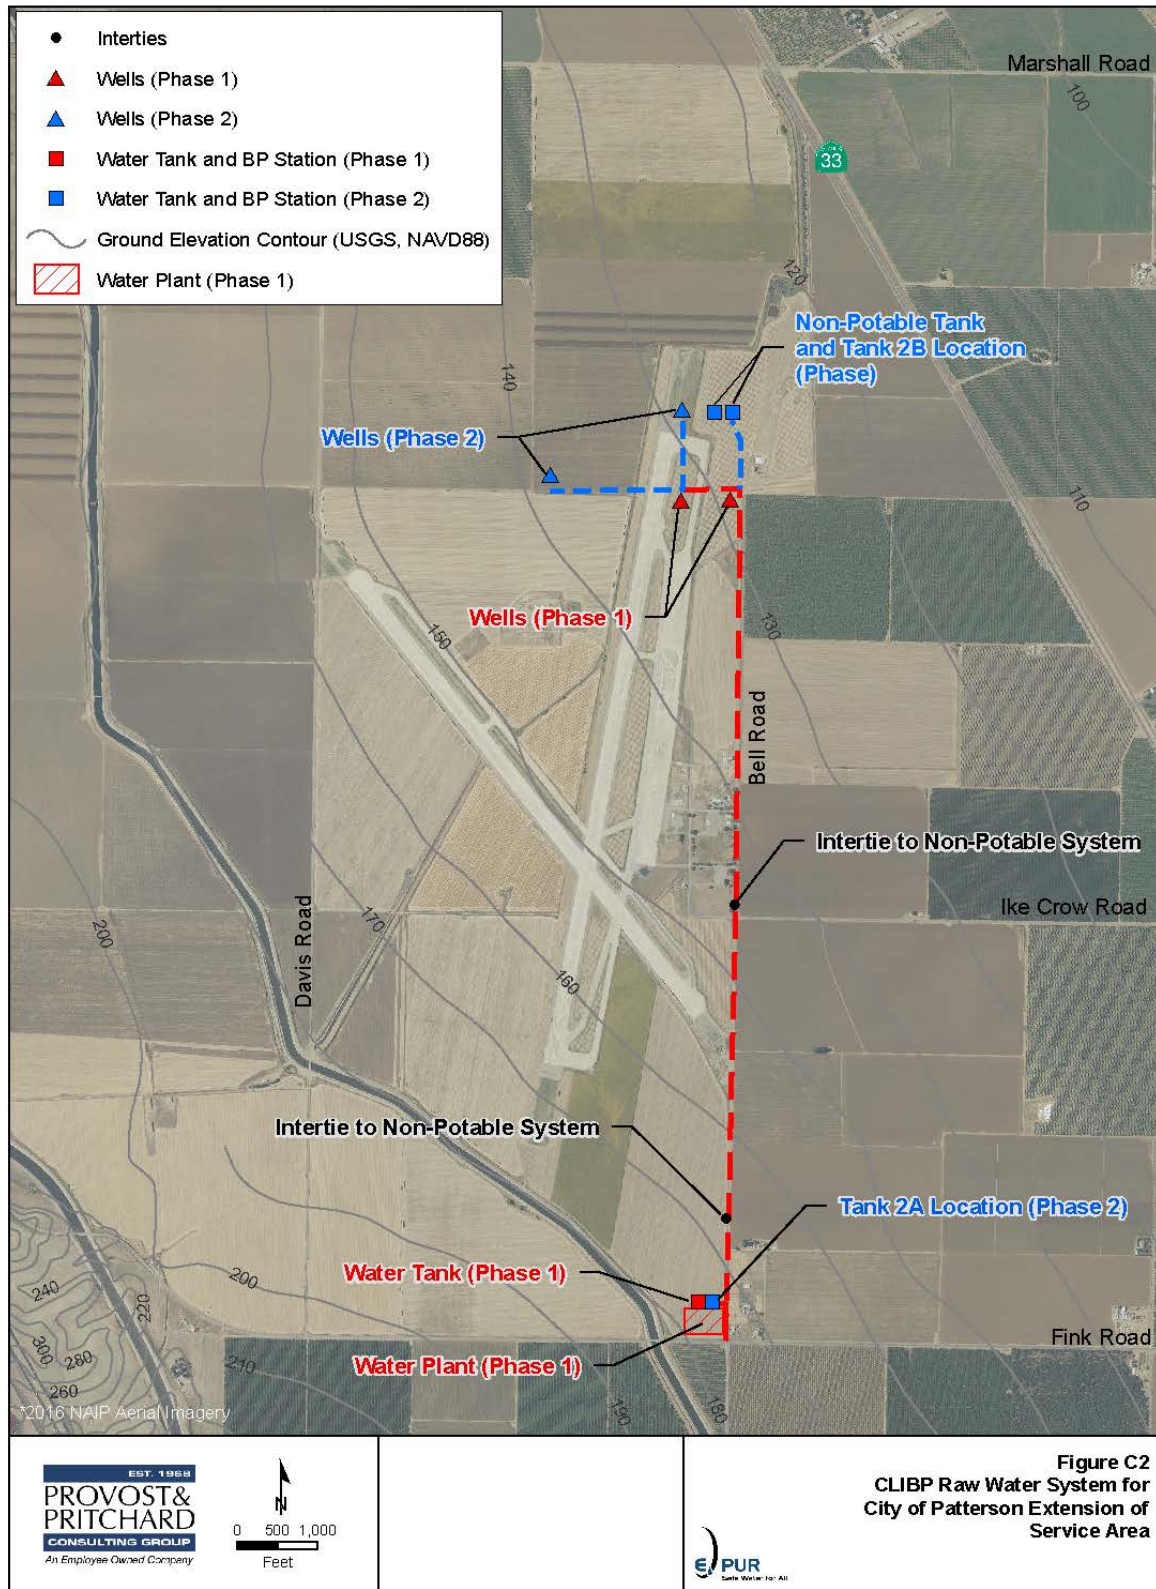 Interties
Wells (Phase 1)
Wells (Phase 2)
Water Tank and BP Station (Phase 1)
Water Tank and BP Station (Phase 2)
Ground Elevation Contour (USGS, NAVD88)
Water Plant (Phase 1)
Marshall Road
100
33
120
Non-Potable Tank
and Tank 2B Location
(Phase)
140
Wells (Phase 2)
110
Wells (Phase 1)
130
150
Bell Road
Intertie to Non-Potable System
Ike Crow Road
200
170
Davis Road
160
Intertie to Non-Potable System
Tank 2A Location (Phase 2)
Water Tank (Phase 1)
200
240
220
Fink Road
300
280
210
Water Plant (Phase 1)
260
190
180
*2016 NAIP Aerial Imagery
EST. 1968
PROVOST&
PRITCHARD
CONSULTING GROUP
An Employee Owned Company
N
0 500 1,000
Feet
PUR
Safe Water for All
Figure C2
CLIBP Raw Water System for
City of Patterson Extension of
Service Area